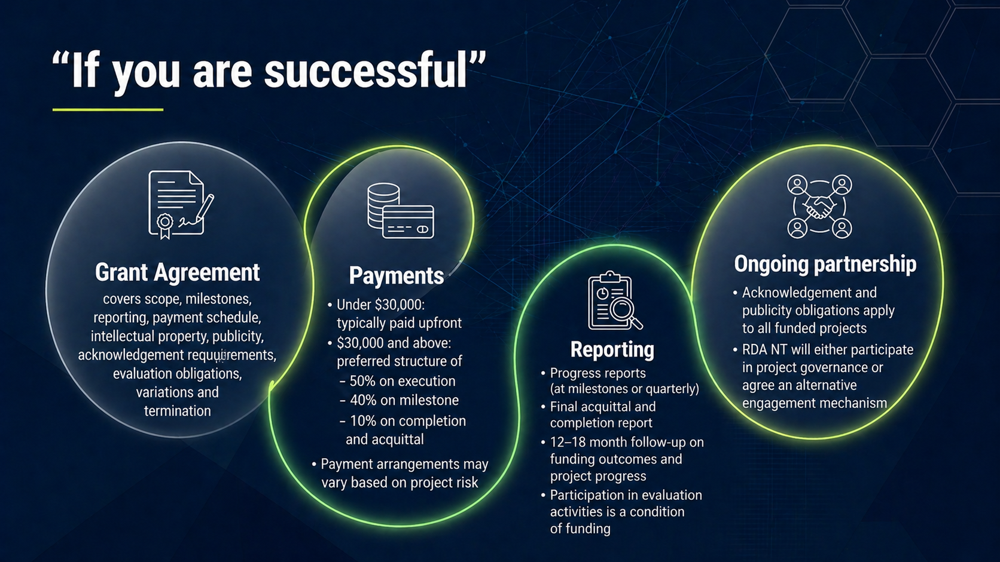 “If you are successful”
Grant Agreement
covers scope, milestones,
reporting, payment schedule,
intellectual property, publicity,
acknowledgement requuirements,
evaluation obligations,
variations and
termination
Payments
• Under $30,000:
typically paid upfront
• $30,000 and above:
preferred structure of
– 50% on execution
– 40% on milestone
– 10% on completion
and acquittal
• Payment arrangements may
vary based on project risk
Reporting
• Progress reports
(at milestones or quarterly)
• Final acquittal and
completion report
• 12–18 month follow-up on
funding outcomes and
project progress
• Participation in evaluation
activities is a condition
of funding
Ongoing partnership
• Acknowledgement and
publicity obligations apply
to all funded projects
• RDA NT will either participate
in project governance or
agree an alternative
engagement mechanism